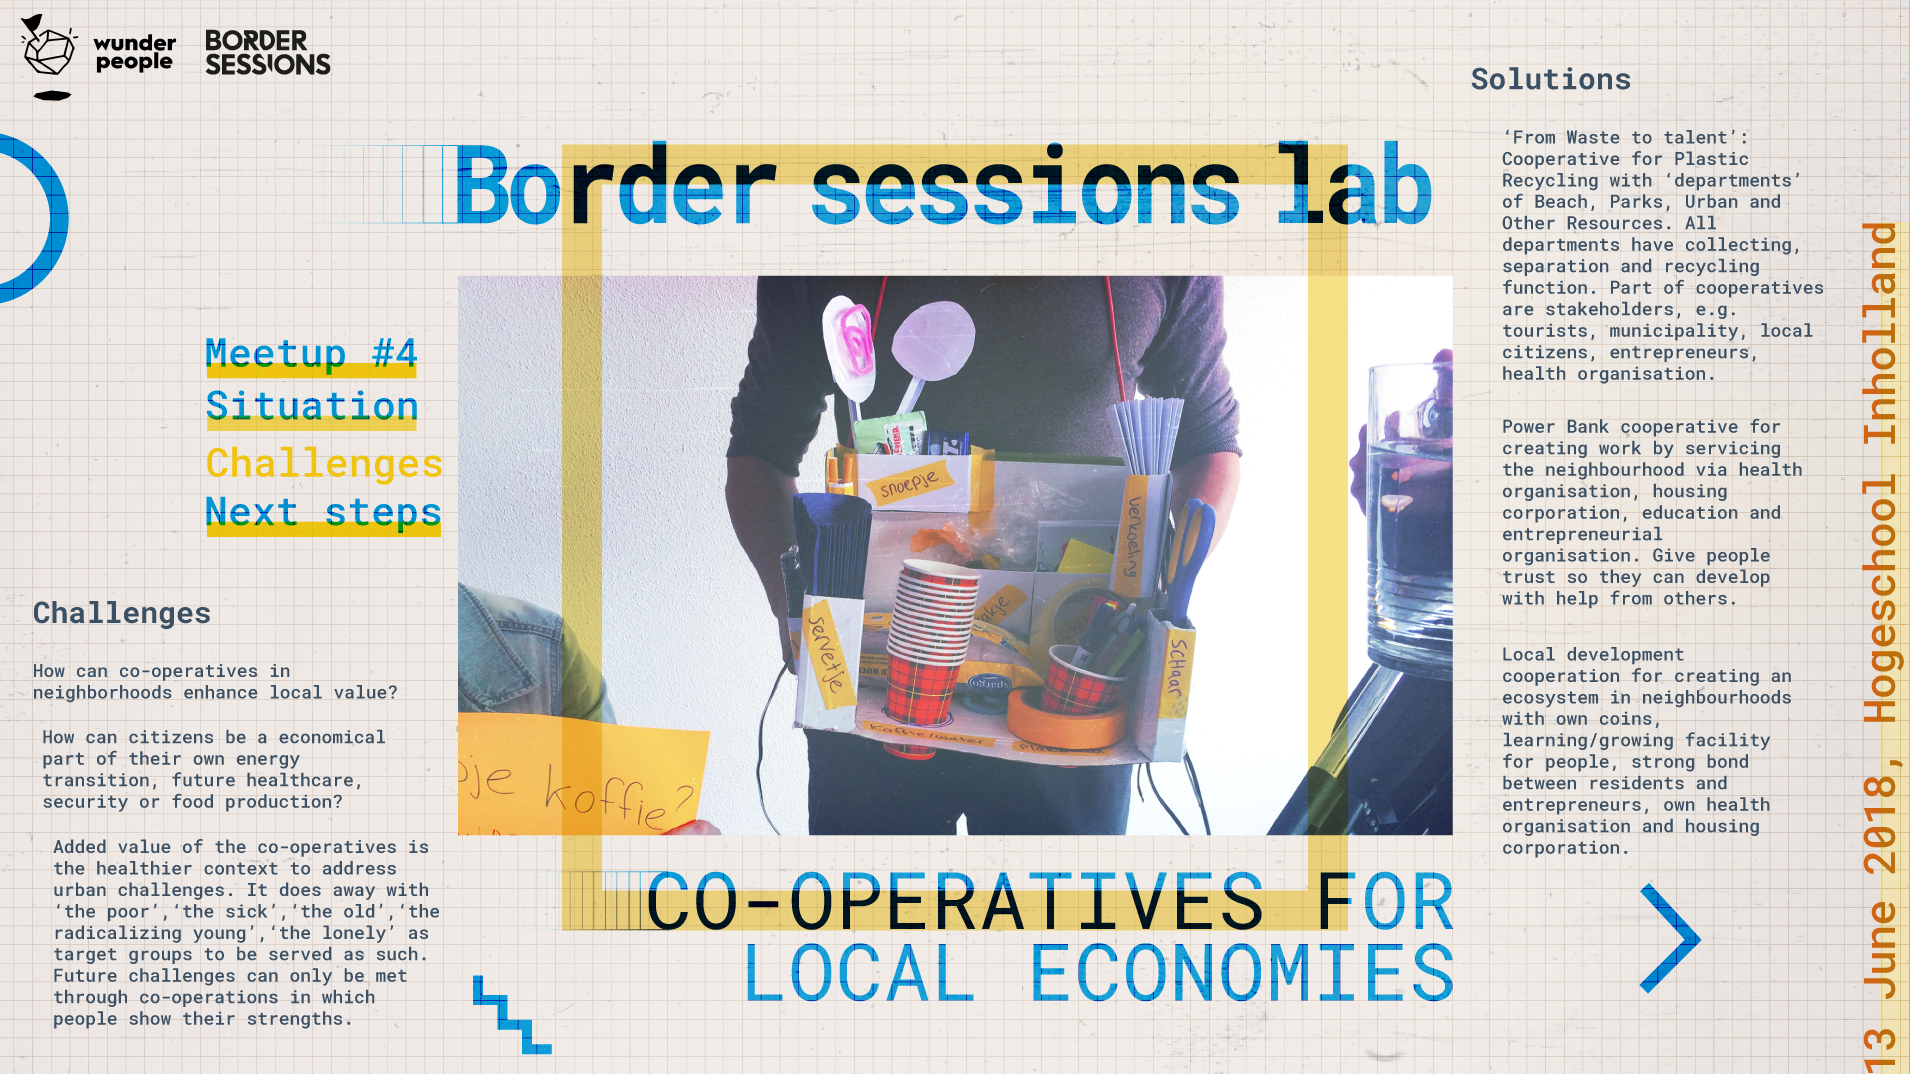 wunder
people
BORDER
SESSIONS
Border sessions lab
Meetup #4
Situation
Challenges
Next steps
Challenges
How can co-operatives in
neighborhoods enhance local value?
How can citizens be a economical
part of their own energy
transition, future healthcare,
security or food production?
Added value of the co-operatives is
the healthier context to address
urban challenges. It does away with
‘the poor’,‘the sick’,‘the old’,‘the
radicalizing young’,‘the lonely’ as
target groups to be served as such.
Future challenges can only be met
through co-operations in which
people show their strengths.
snoepje
verkoeling
servetje
SCHaar
Koffie/water
pje koffie?
CO-OPERATIVES FOR
LOCAL ECONOMIES
Solutions
‘From Waste to talent’:
Cooperative for Plastic
Recycling with ‘departments’
of Beach, Parks, Urban and
Other Resources. All
departments have collecting,
separation and recycling
function. Part of cooperatives
are stakeholders, e.g.
tourists, municipality, local
citizens, entrepreneurs,
health organisation.
Power Bank cooperative for
creating work by servicing
the neighbourhood via health
organisation, housing
corporation, education and
entrepreneurial
organisation. Give people
trust so they can develop
with help from others.
Local development
cooperation for creating an
ecosystem in neighbourhoods
with own coins,
learning/growing facility
for people, strong bond
between residents and
entrepreneurs, own health
organisation and housing
corporation.
13 June 2018, Hogeschool Inholland